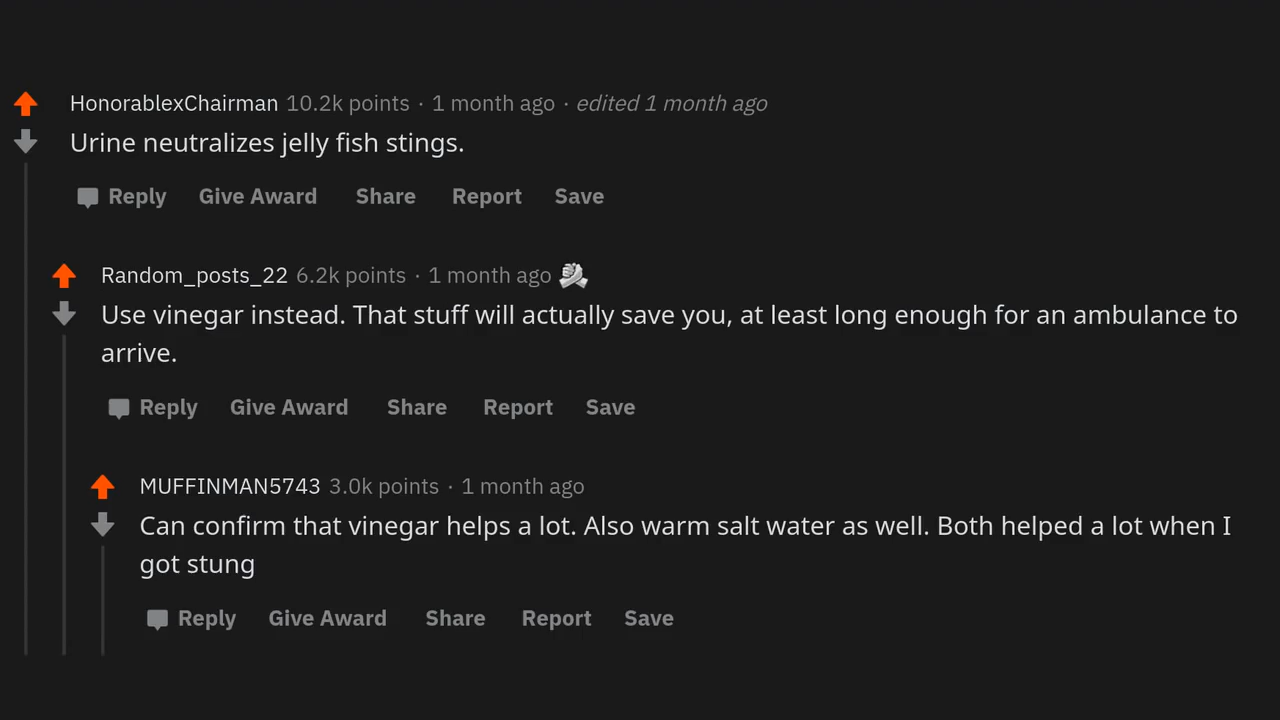 HonorablexChairman 10.2k points · 1 month ago · edited 1 month ago
Urine neutralizes jelly fish stings.
Reply Give Award Share Report Save
Random_posts_22 6.2k points · 1 month ago
Use vinegar instead. That stuff will actually save you, at least long enough for an ambulance to
arrive.
Reply Give Award Share Report Save
MUFFINMAN5743 3.0k points · 1 month ago
Can confirm that vinegar helps a lot. Also warm salt water as well. Both helped a lot when I
got stung
Reply Give Award Share Report Save